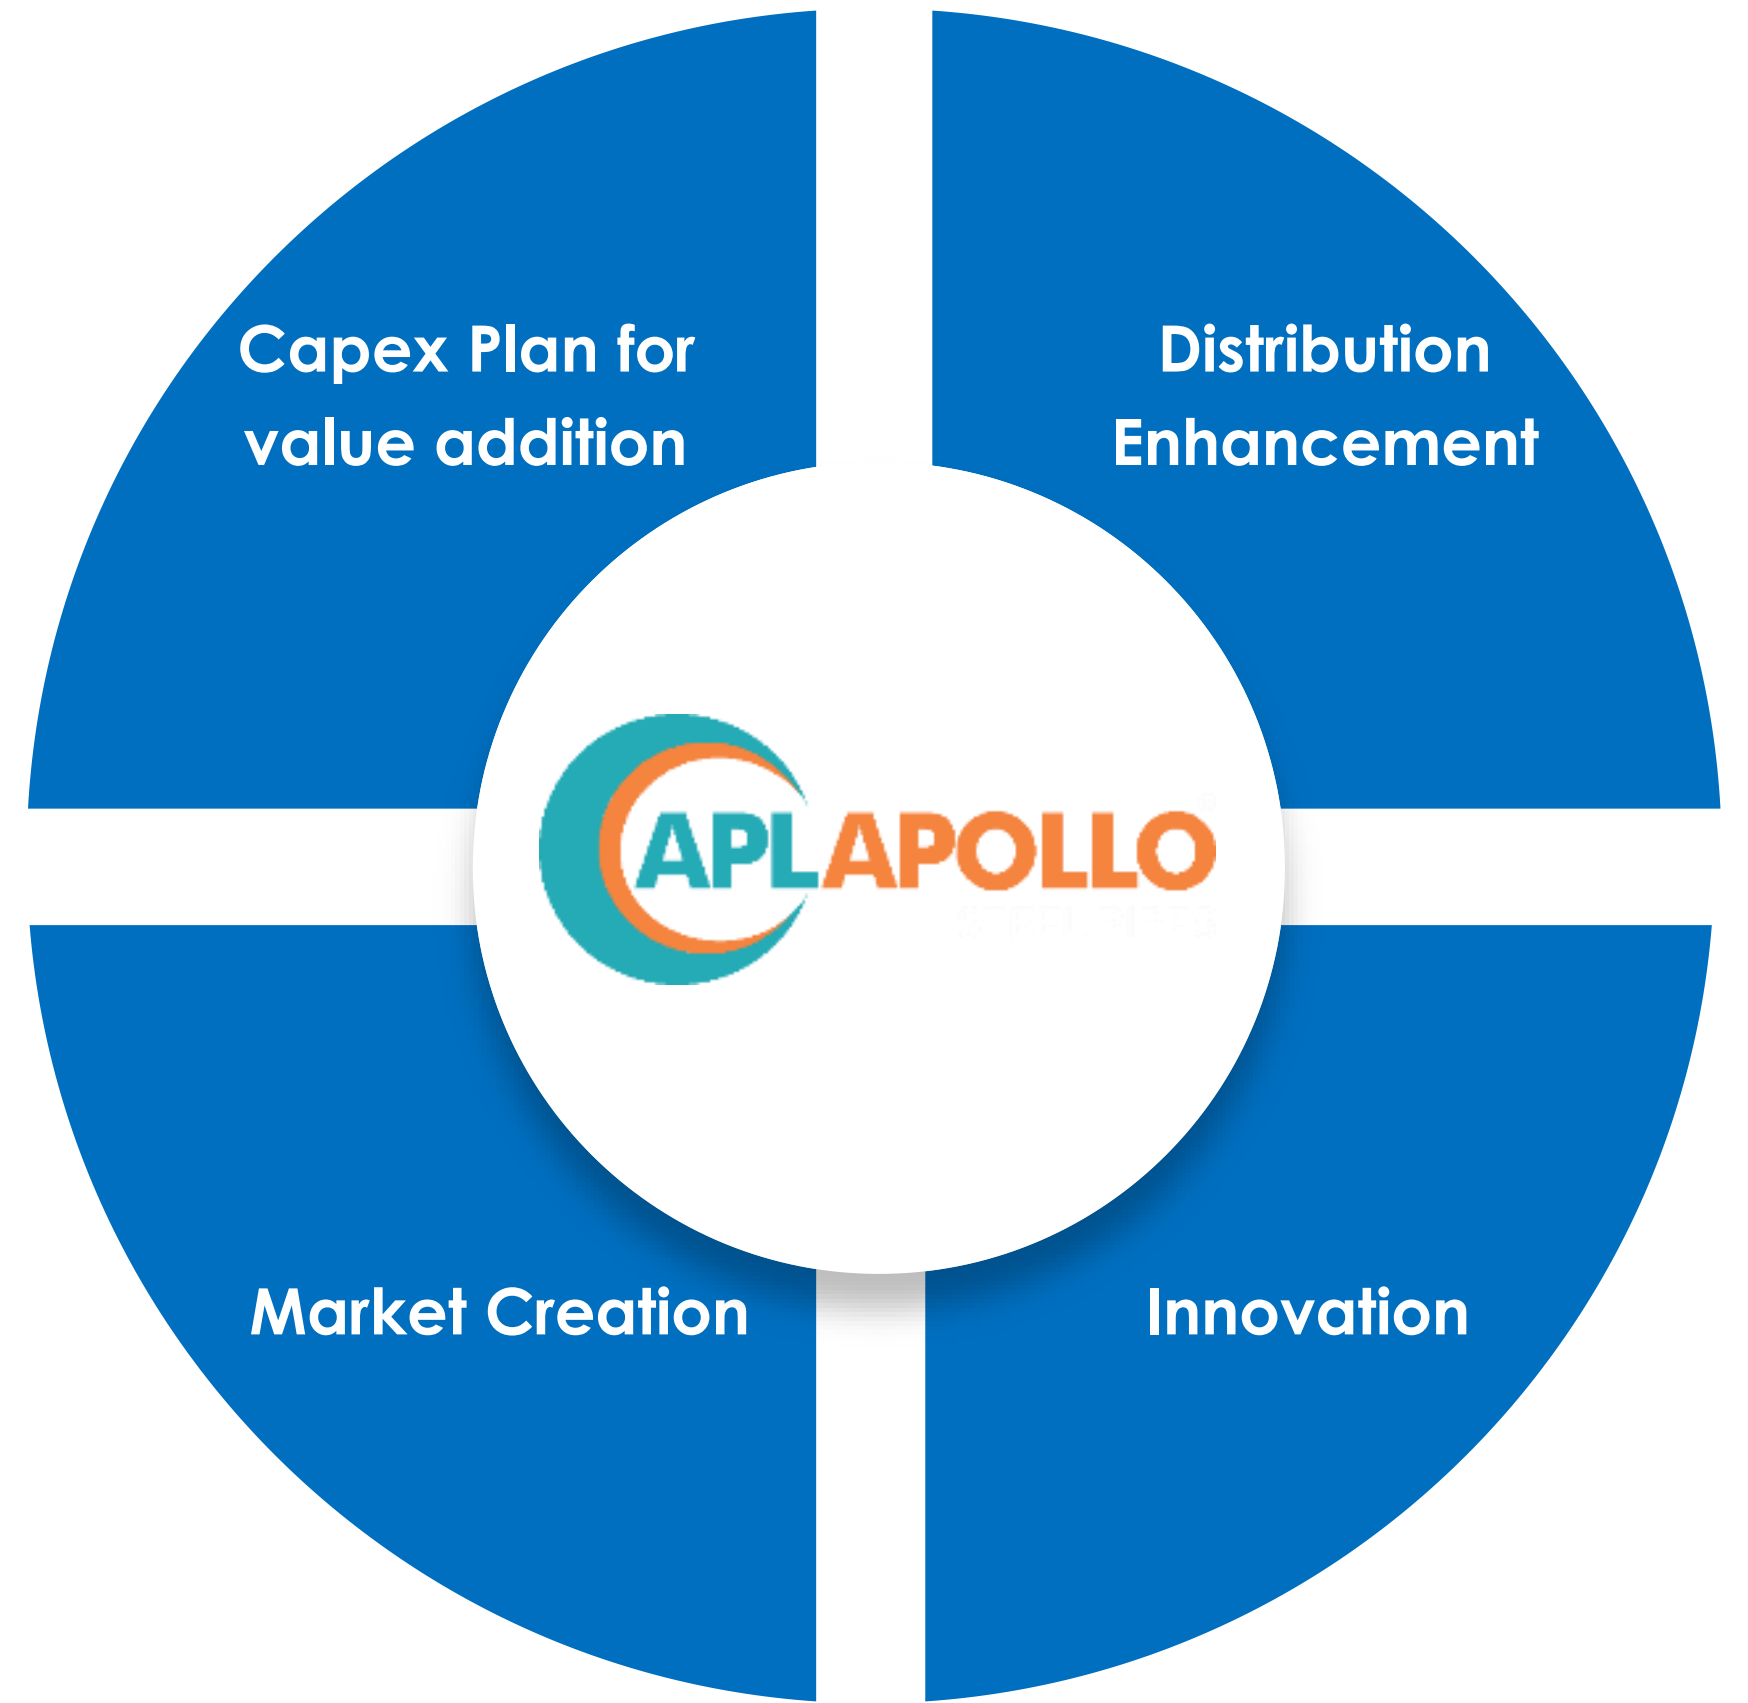 Capex Plan for
value addition
Distribution
Enhancement
APL APOLLO
Market Creation
Innovation